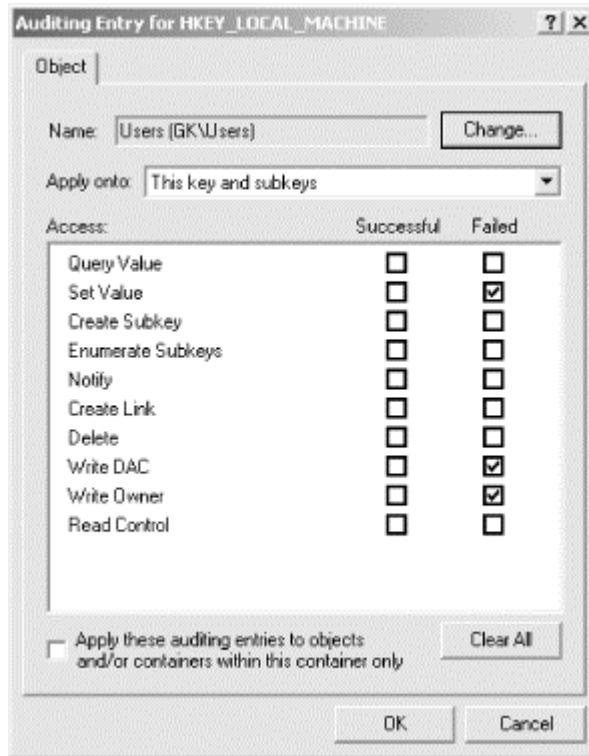 Auditing Entry for HKEY_LOCAL_MACHINE ? ×
Object
Name: Users (GK\Users) Change...
Apply onto: This key and subkeys
Access: Successful Failed
Query Value
Set Value
Create Subkey
Enumerate Subkeys
Notify
Create Link
Delete
Write DAC
Write Owner
Read Control
Apply these auditing entries to objects
and/or containers within this container only
Clear All
OK Cancel